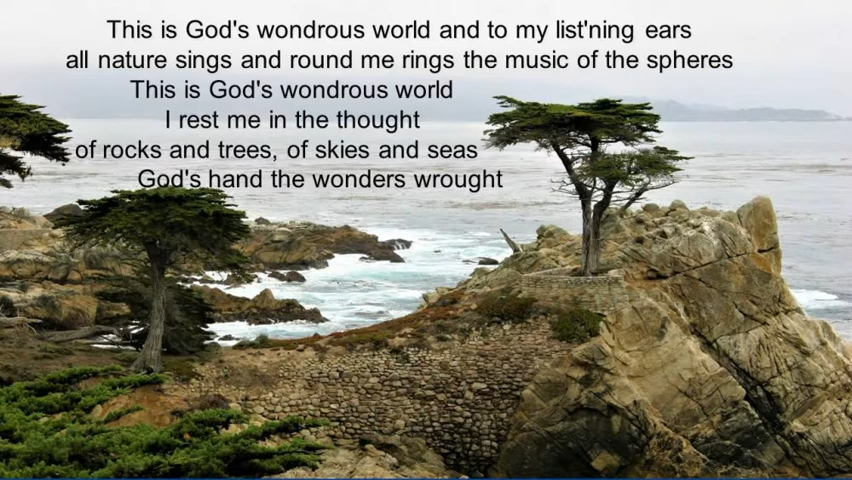 This is God's wondrous world and to my list'ning ears
all nature sings and round me rings the music of the spheres
This is God's wondrous world
I rest me in the thought
of rocks and trees, of skies and seas
God's hand the wonders wrought